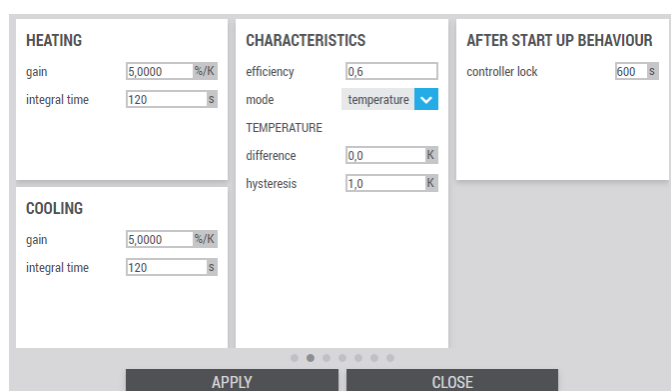 HEATING
gain 5,0000 %/K
integral time 120 s
COOLING
gain 5,0000 %/K
integral time 120 s
CHARACTERISTICS
efficiency 0,6
mode temperature
TEMPERATURE
difference 0,0 K
hysteresis 1,0 K
AFTER START UP BEHAVIOUR
controller lock 600 s
APPLY CLOSE